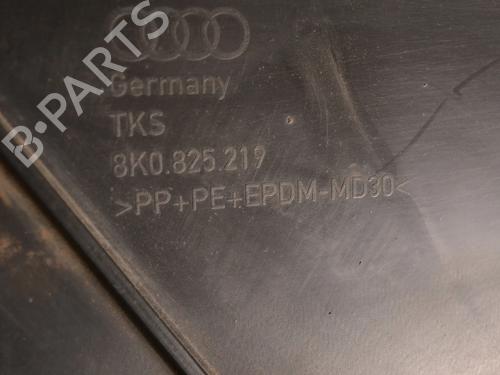 B-PARTS
Germany
TKS
8K0.825.219
>PP+PE+EPDM-MD30<